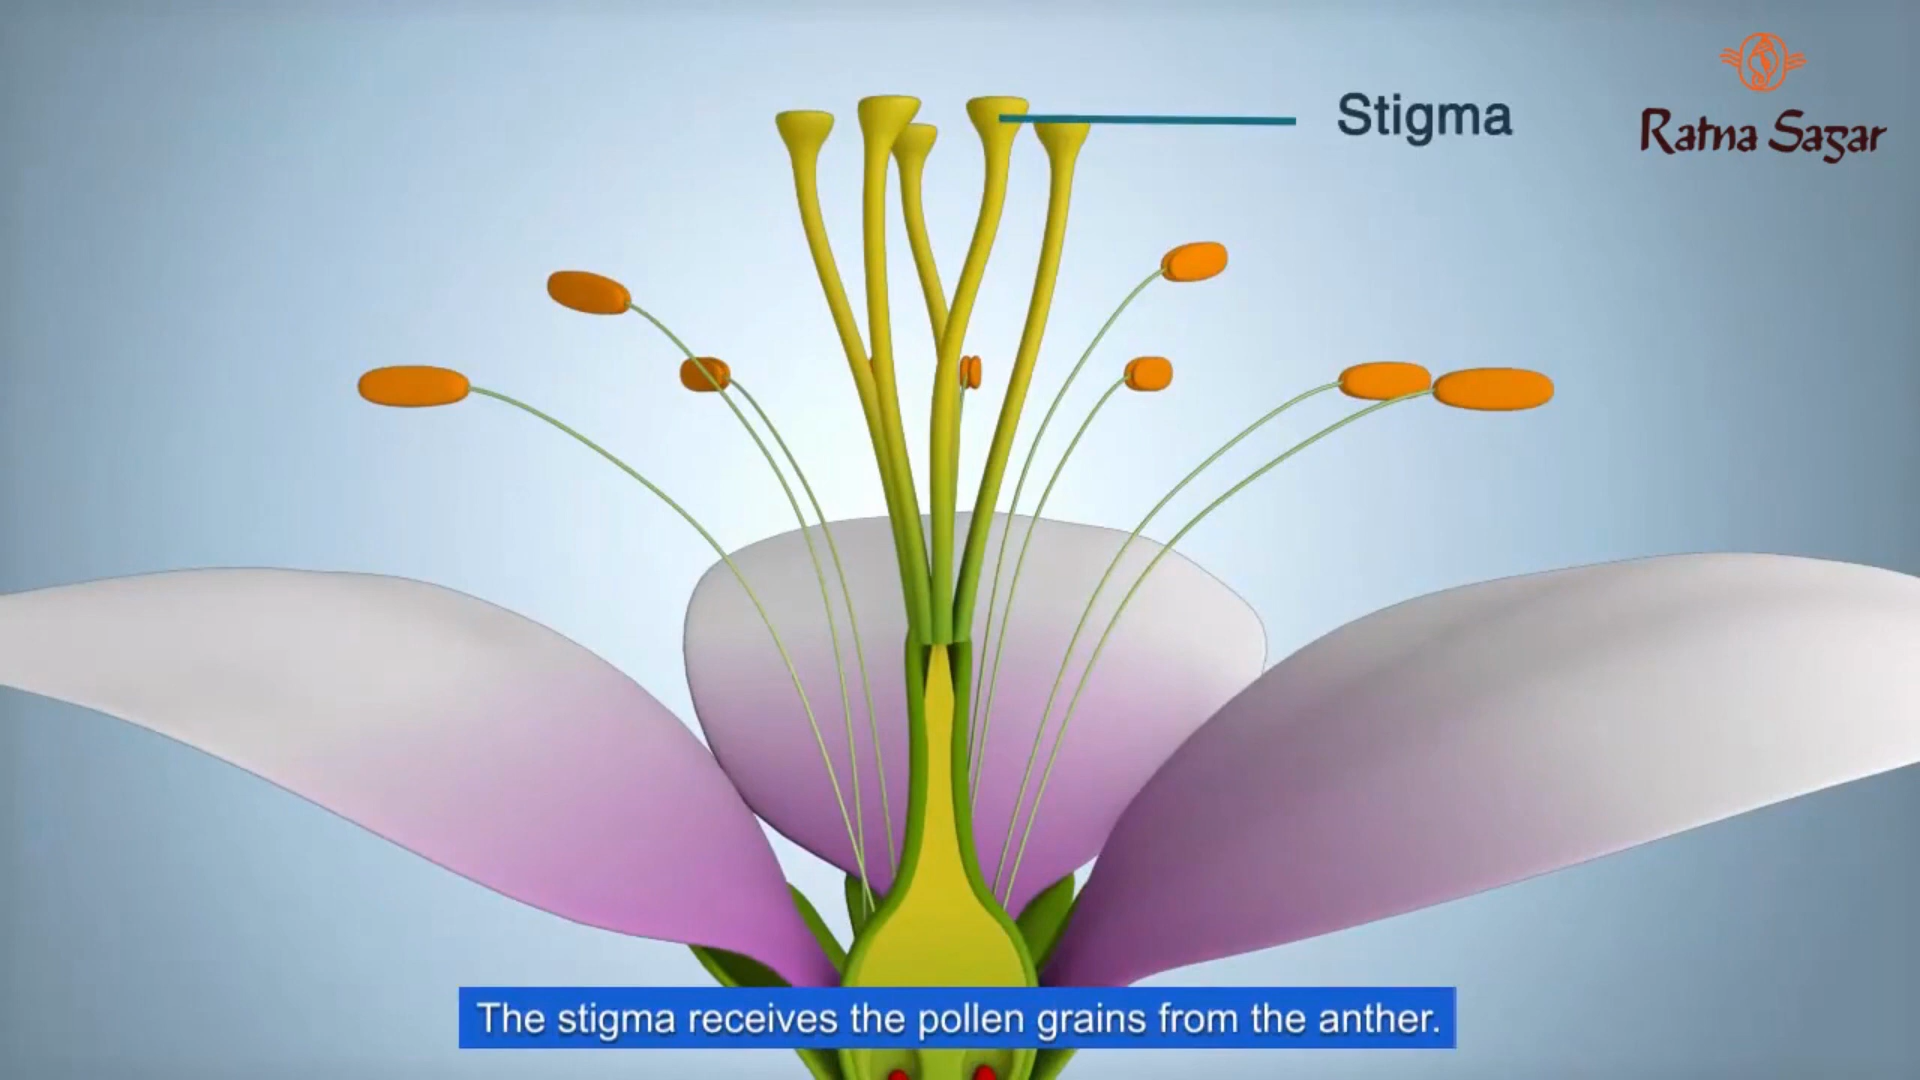 Stigma
Ratna Sagar
The stigma receives the pollen grains from the anther.